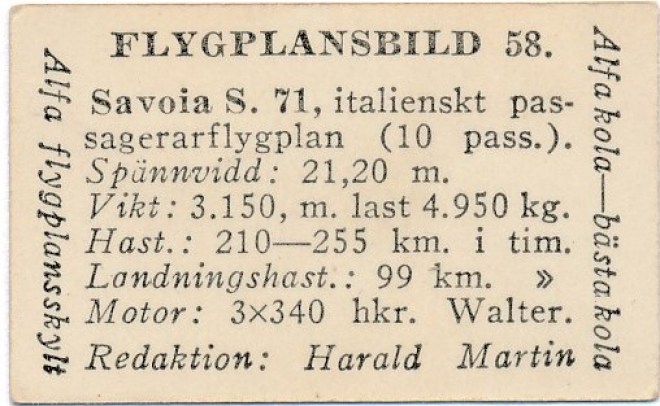 FLYGPLANSBILD 58.
Savoia S. 71, italienskt pas-
sagerarflygplan (10 pass.).
Spännvidd: 21,20 m.
Vikt: 3.150, m. last 4.950 kg.
Hast.: 210—255 km. i tim.
Landningshast.: 99 km. »
Motor: 3×340 hkr. Walter.
Redaktion: Harald Martin
Alfa flygplansskylt
Alfa kola—bästa kola